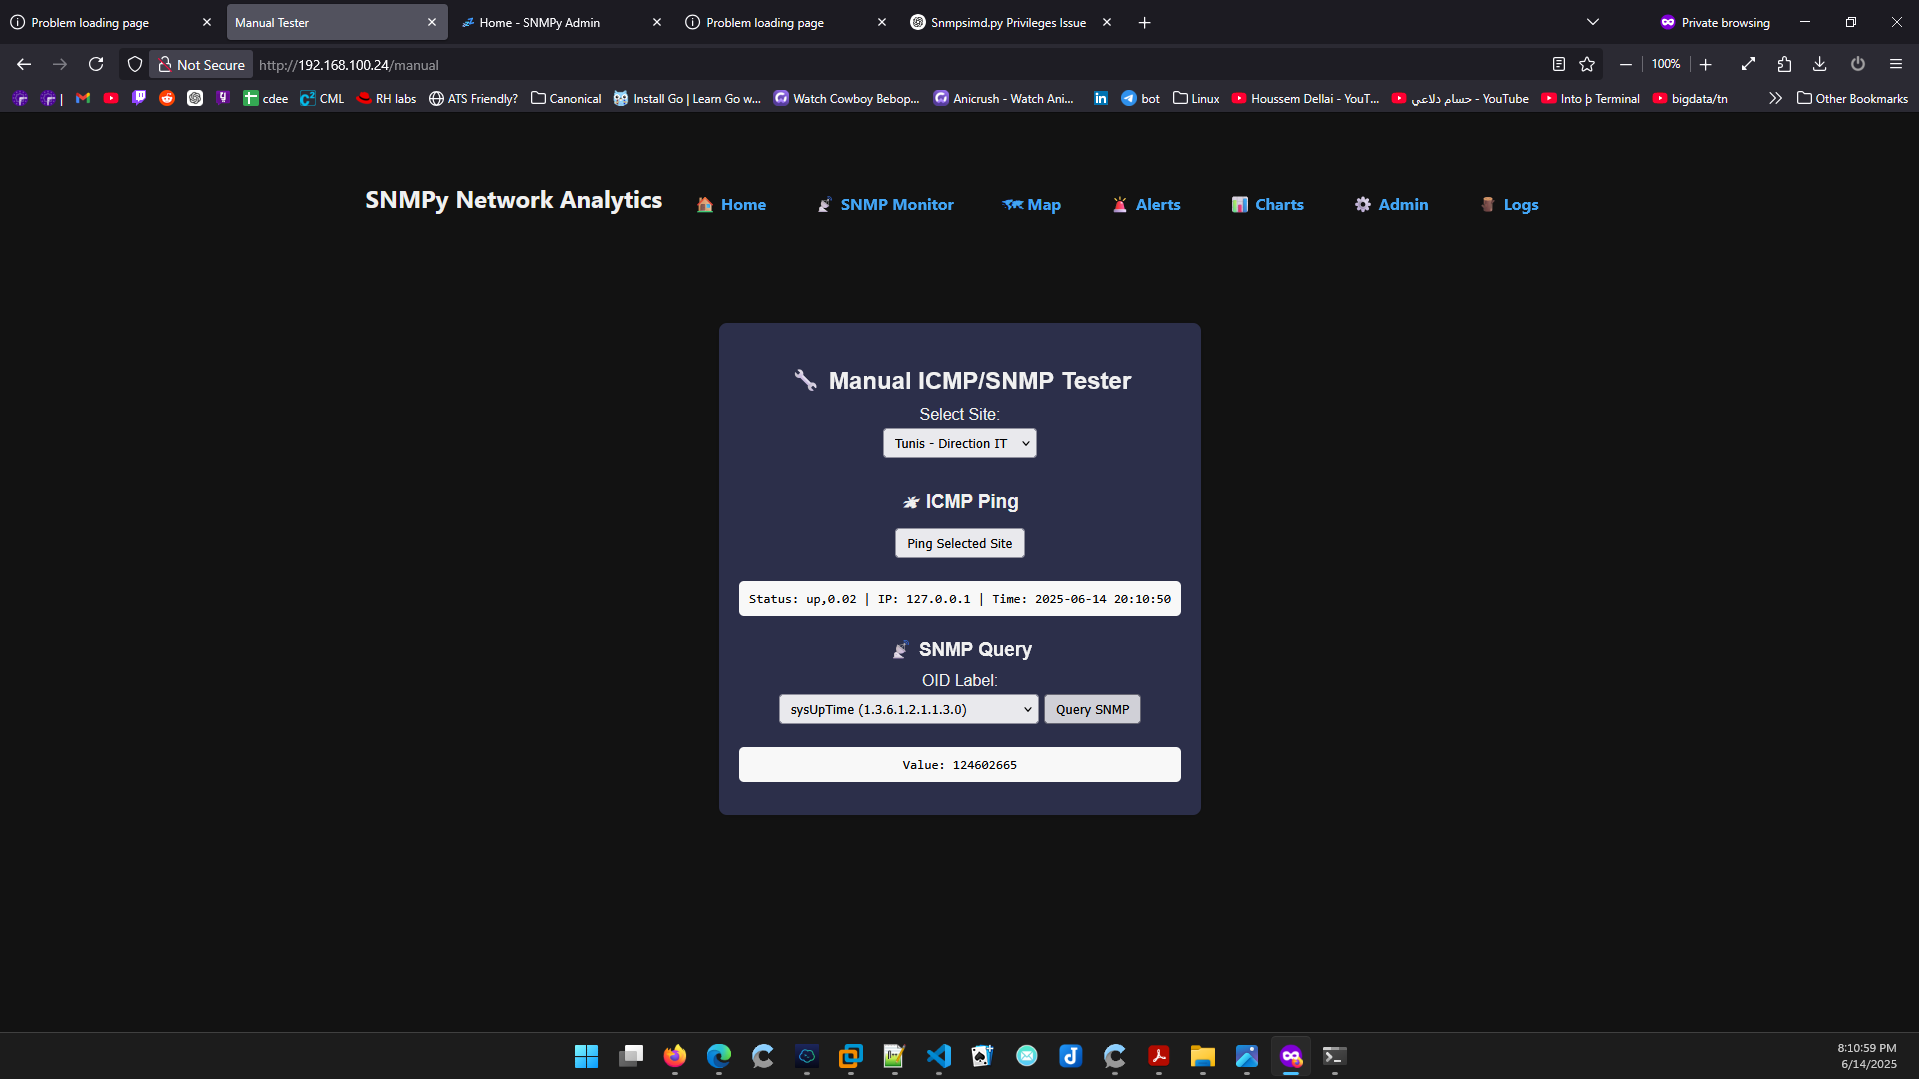 Problem loading page
Manual Tester
Home - SNMPy Admin
Problem loading page
Snmpsimd.py Privileges Issue
Private browsing
Not Secure
http://192.168.100.24/manual
100%
cdee
CML
RH labs
ATS Friendly?
Canonical
Install Go | Learn Go w...
Watch Cowboy Bebop...
Anicrush - Watch Ani...
bot
Linux
Houssem Dellai - YouT...
حسام دلاعي - YouTube
Into þ Terminal
bigdata/tn
Other Bookmarks
SNMPy Network Analytics
Home
SNMP Monitor
Map
Alerts
Charts
Admin
Logs
Manual ICMP/SNMP Tester
Select Site:
Tunis - Direction IT
ICMP Ping
Ping Selected Site
Status: up,0.02 | IP: 127.0.0.1 | Time: 2025-06-14 20:10:50
SNMP Query
OID Label:
sysUpTime (1.3.6.1.2.1.1.3.0)
Query SNMP
Value: 124602665
8:10:59 PM
6/14/2025